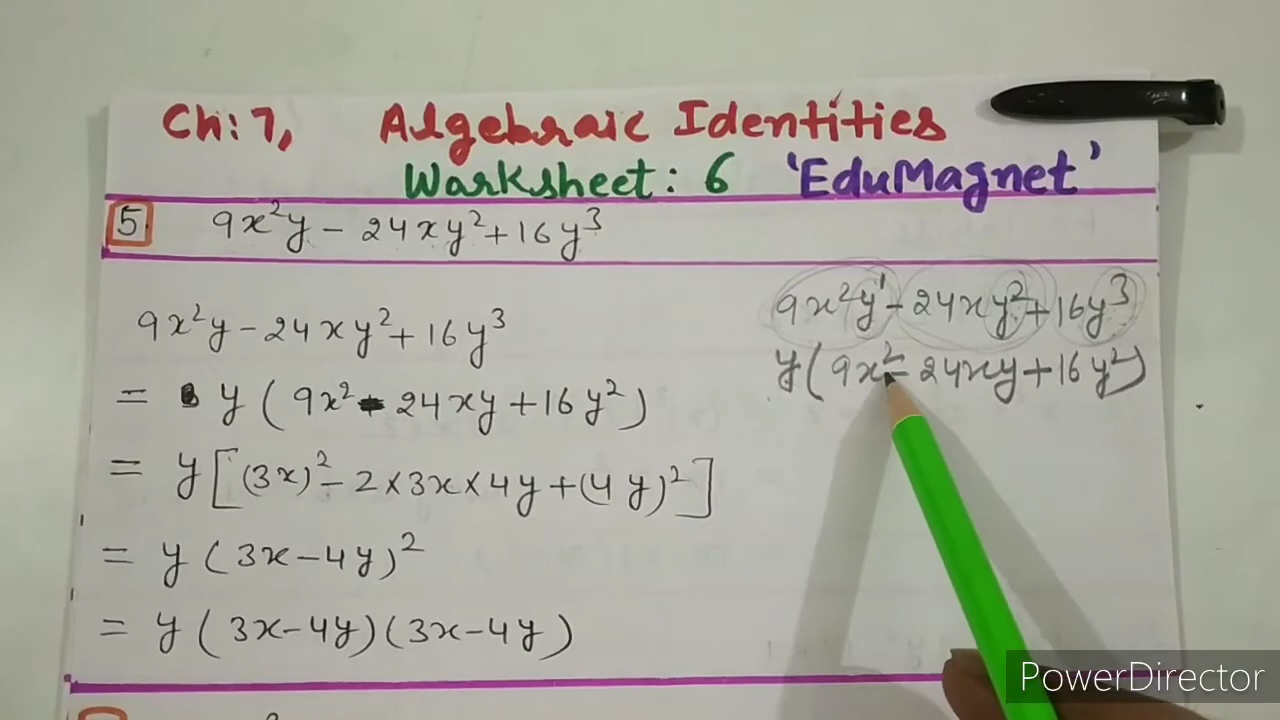 Ch: 7, Algebraic Identities
Worksheet: 6 'EduMagnet'
5. 9x²y - 24xy² + 16y³
9x²y - 24xy² + 16y³
= y (9x² - 24xy + 16y²)
= y [(3x)² - 2×3x×4y + (4y)²]
= y (3x - 4y)²
= y (3x - 4y)(3x - 4y)
9x²y¹ - 24xy² + 16y³
y (9x² - 24xy + 16y²)
PowerDirector